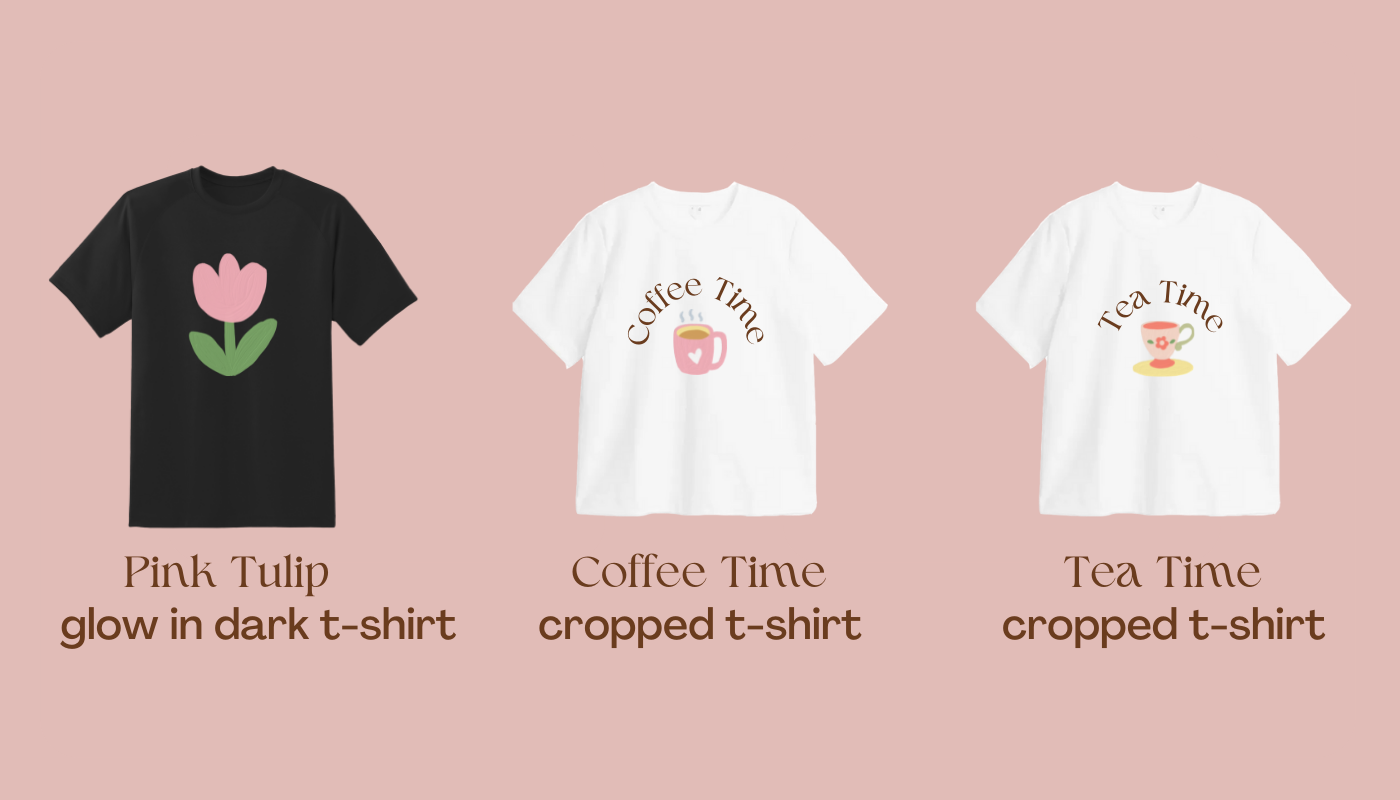 Coffee Time
Tea Time
Pink Tulip
glow in dark t-shirt
Coffee Time
cropped t-shirt
Tea Time
cropped t-shirt